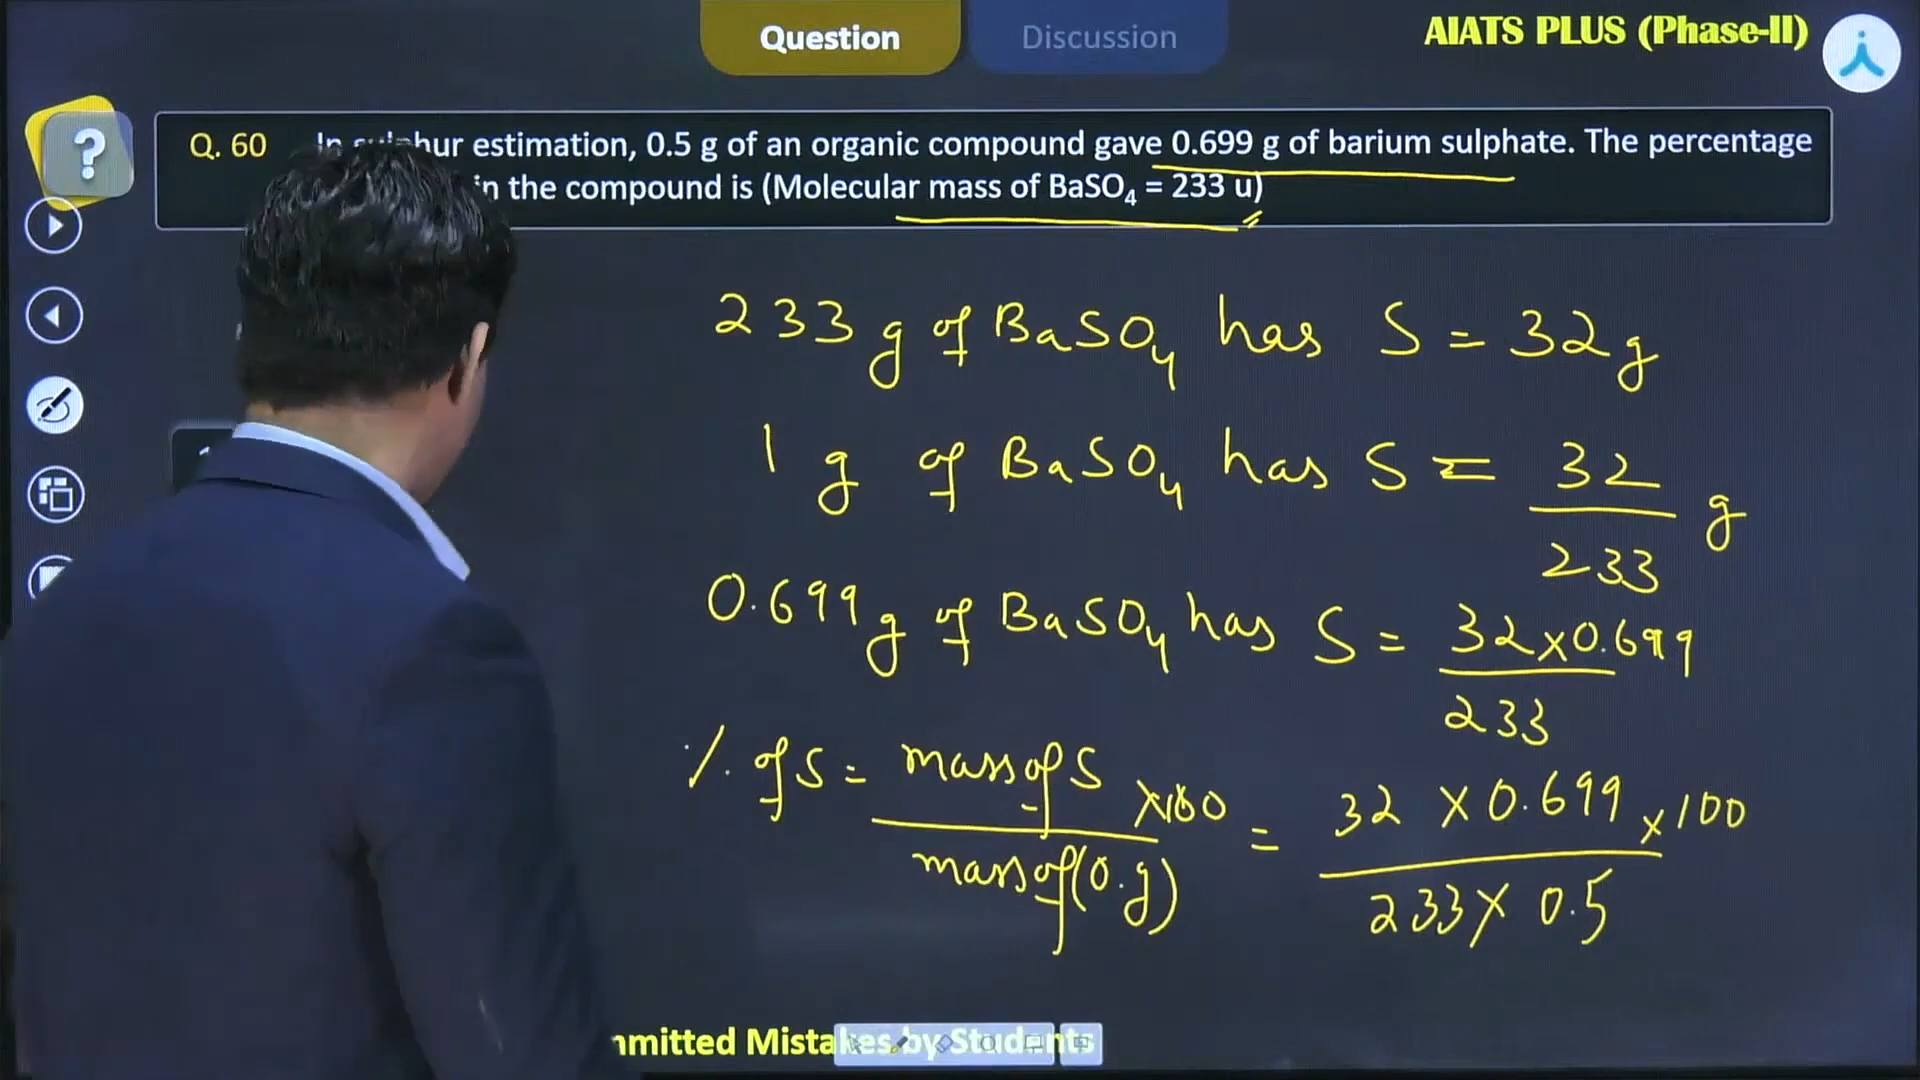 Question
Discussion
AIATS PLUS (Phase-II)
?
Q. 60 In hur estimation, 0.5 g of an organic compound gave 0.699 g of barium sulphate. The percentage
in the compound is (Molecular mass of BaSO₄ = 233 u)
233 g of BaSO₄ has S = 32 g
1 g of BaSO₄ has S = 32/233 g
0.699 g of BaSO₄ has S = 32 x 0.699/233
% of S = mass of S/mass of (0.g) x 100 = 32 x 0.699 x 100/233 x 0.5
mmitted Mistakes by Students